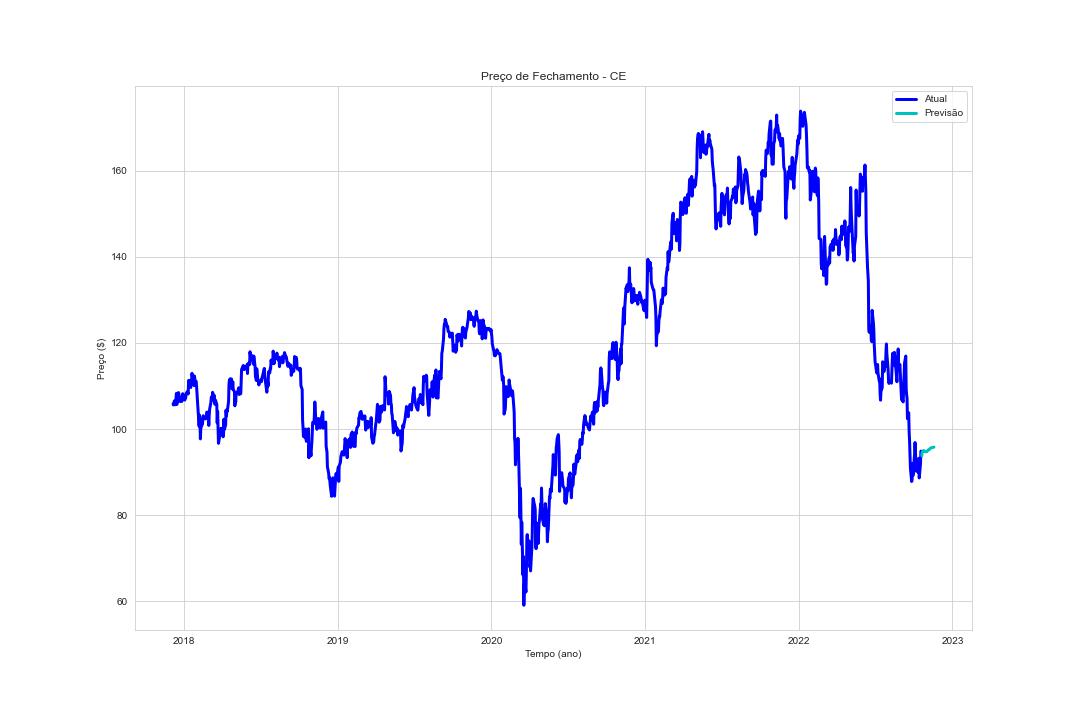 Preço de Fechamento - CE
Atual
Previsão
Preço ($)
160
140
120
100
80
60
2018 2019 2020 2021 2022 2023
Tempo (ano)